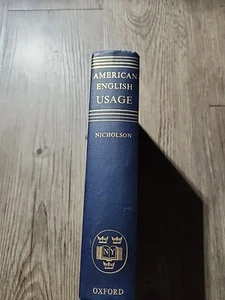 AMERICAN
ENGLISH
USAGE
NICHOLSON
N Y
OXFORD